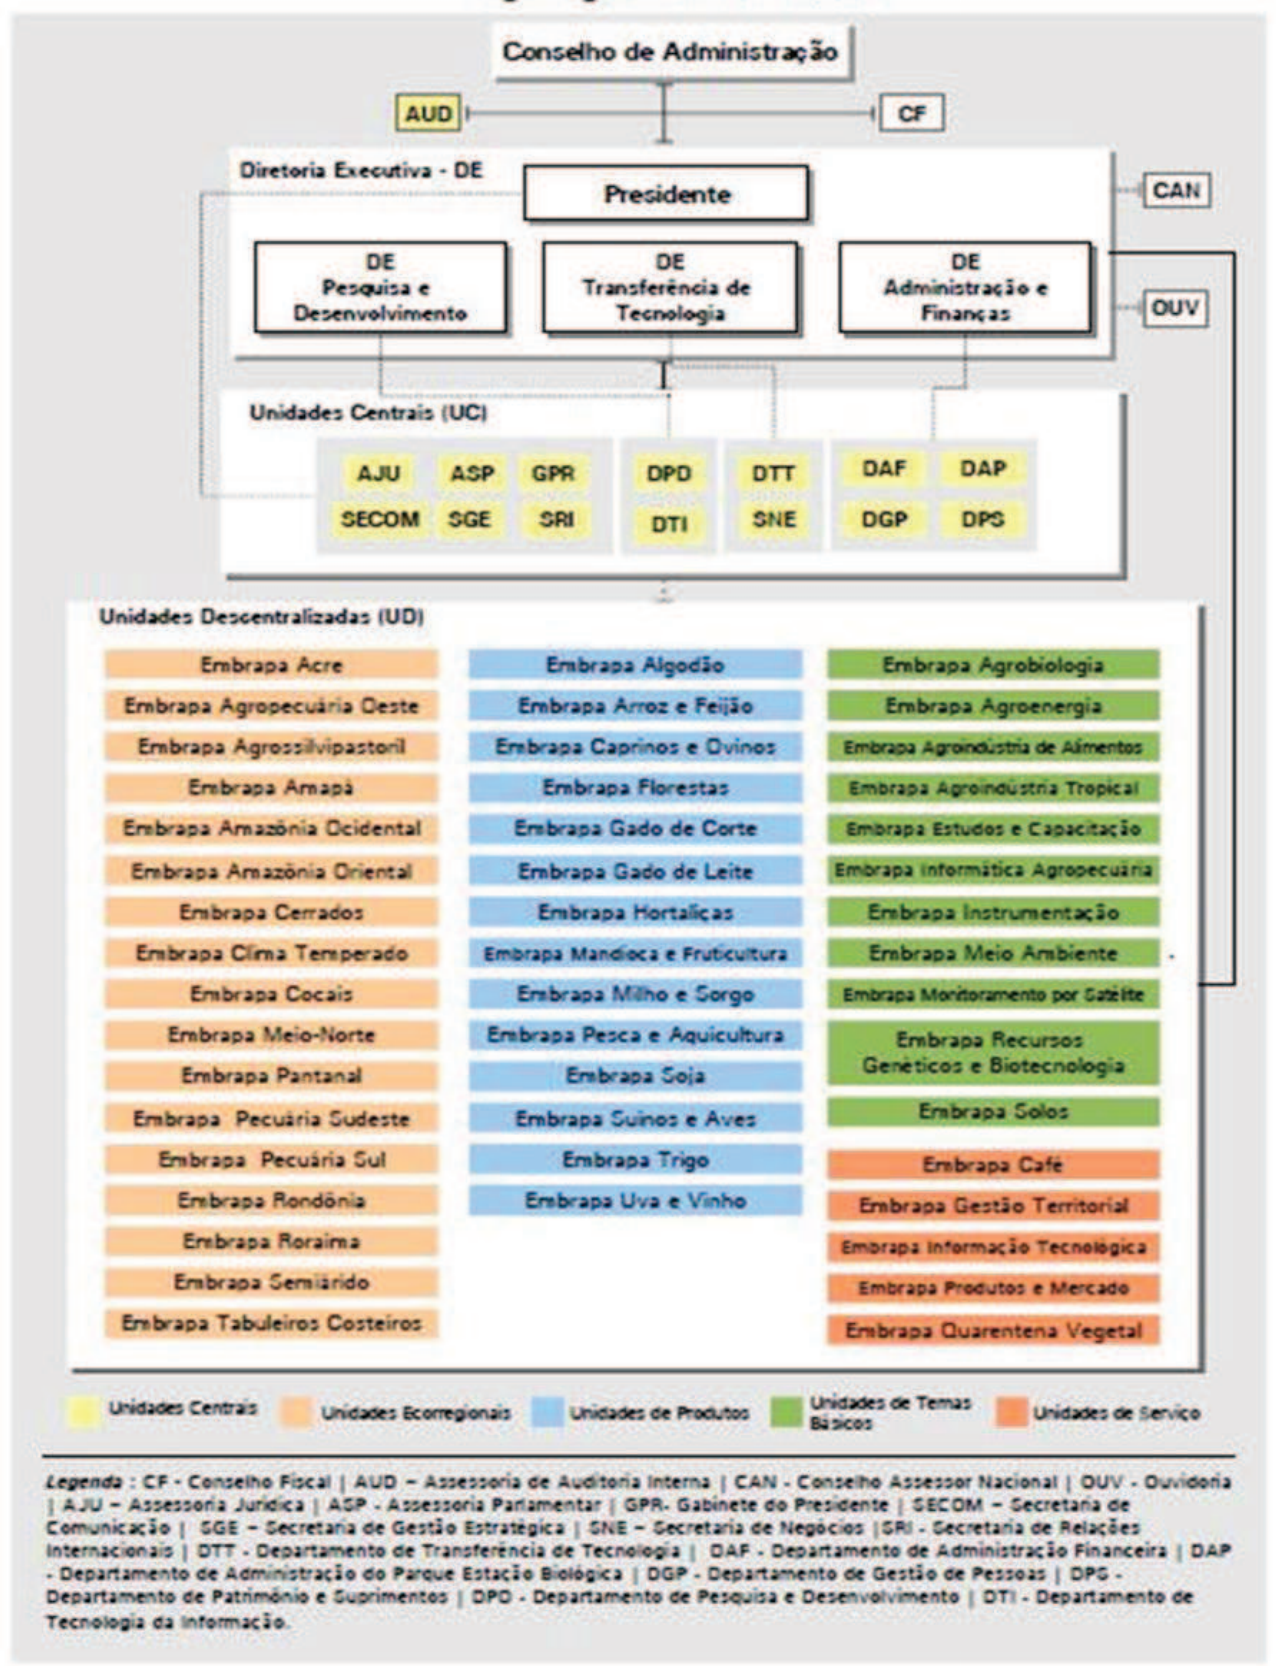 Conselho de Administração
AUD
CF
Diretoria Executiva - DE
Presidente
CAN
DE
Pesquisa e
Desenvolvimento
DE
Transferência de
Tecnologia
DE
Administração e
Finanças
OUV
Unidades Centrais (UC)
AJU ASP GPR DPD DTT DAF DAP
SECOM SGE SRI DTI SNE DGP DPS
Unidades Descentralizadas (UD)
Embrapa Acre
Embrapa Agropecuária Oeste
Embrapa Agrossilvipastoril
Embrapa Amapá
Embrapa Amazônia Ocidental
Embrapa Amazônia Oriental
Embrapa Cerrados
Embrapa Clima Temperado
Embrapa Cocais
Embrapa Meio-Norte
Embrapa Pantanal
Embrapa Pecuária Sudeste
Embrapa Pecuária Sul
Embrapa Rondônia
Embrapa Roraima
Embrapa Semiárido
Embrapa Tabuleiros Costeiros
Embrapa Algodão
Embrapa Arroz e Feijão
Embrapa Caprinos e Ovinos
Embrapa Florestas
Embrapa Gado de Corte
Embrapa Gado de Leite
Embrapa Hortaliças
Embrapa Mandioca e Fruticultura
Embrapa Milho e Sorgo
Embrapa Pesca e Aquicultura
Embrapa Soja
Embrapa Suínos e Aves
Embrapa Trigo
Embrapa Uva e Vinho
Embrapa Agrobiologia
Embrapa Agroenergia
Embrapa Agroindústria de Alimentos
Embrapa Agroindústria Tropical
Embrapa Estudos e Capacitação
Embrapa Informática Agropecuária
Embrapa Instrumentação
Embrapa Meio Ambiente
Embrapa Monitoramento por Satélite
Embrapa Recursos
Genéticos e Biotecnologia
Embrapa Solos
Embrapa Café
Embrapa Gestão Territorial
Embrapa Informação Tecnológica
Embrapa Produtos e Mercado
Embrapa Quarentena Vegetal
Unidades Centrais
Unidades Ecorregionais
Unidades de Produtos
Unidades de Temas
Básicos
Unidades de Serviço
Legenda : CF - Conselho Fiscal | AUD – Assessoria de Auditoria Interna | CAN - Conselho Assessor Nacional | OUV - Ouvidoria
| AJU – Assessoria Jurídica | ASP - Assessoria Parlamentar | GPR- Gabinete do Presidente | SECOM – Secretaria de
Comunicação | SGE – Secretaria de Gestão Estratégica | SNE – Secretaria de Negócios |SRI - Secretaria de Relações
Internacionais | DTT - Departamento de Transferência de Tecnologia | DAF - Departamento de Administração Financeira | DAP
- Departamento de Administração do Parque Estação Biológica | DGP - Departamento de Gestão de Pessoas | DPS -
Departamento de Patrimônio e Suprimentos | DPD - Departamento de Pesquisa e Desenvolvimento | DTI - Departamento de
Tecnologia da Informação.